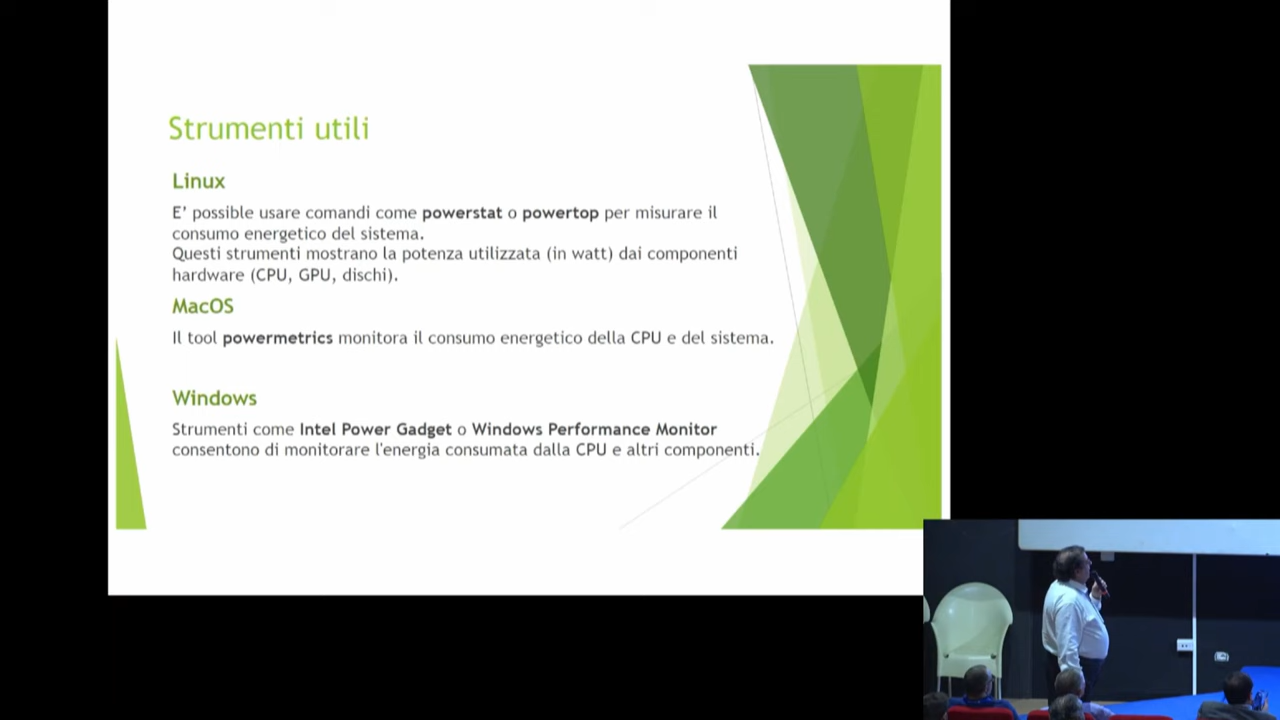 Strumenti utili
Linux
E' possible usare comandi come powerstat o powertop per misurare il
consumo energetico del sistema.
Questi strumenti mostrano la potenza utilizzata (in watt) dai componenti
hardware (CPU, GPU, dischi).
MacOS
Il tool powermetrics monitora il consumo energetico della CPU e del sistema.
Windows
Strumenti come Intel Power Gadget o Windows Performance Monitor
consentono di monitorare l'energia consumata dalla CPU e altri componenti.